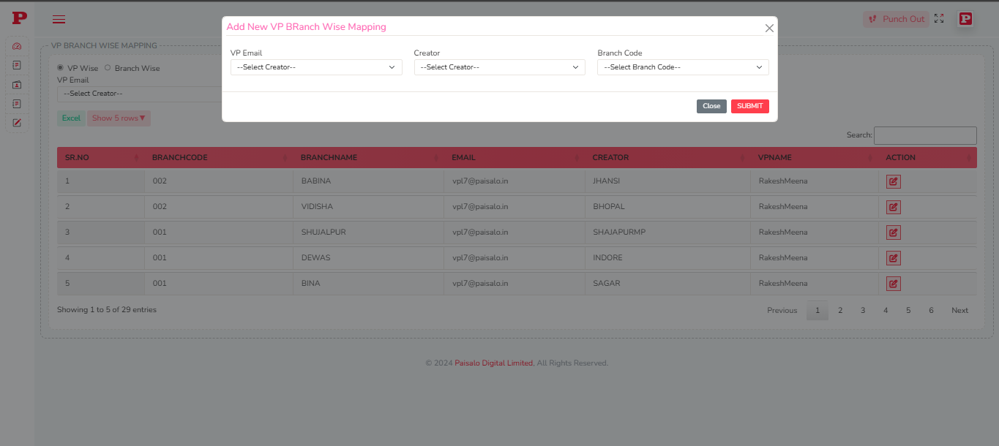 P
Punch Out
P
Add New VP BRanch Wise Mapping
VP Email
Creator
Branch Code
--Select Creator--
--Select Creator--
--Select Branch Code--
Close
SUBMIT
VP BRANCH WISE MAPPING
VP Wise
Branch Wise
VP Email
--Select Creator--
Excel
Show 5 rows▼
Search:
SR.NO BRANCHCODE BRANCHNAME EMAIL CREATOR VPNAME ACTION
1 002 BABINA vpl7@paisalo.in JHANSI RakeshMeena
2 002 VIDISHA vpl7@paisalo.in BHOPAL RakeshMeena
3 001 SHUJALPUR vpl7@paisalo.in SHAJAPURMP RakeshMeena
4 001 DEWAS vpl7@paisalo.in INDORE RakeshMeena
5 001 BINA vpl7@paisalo.in SAGAR RakeshMeena
Showing 1 to 5 of 29 entries
Previous 1 2 3 4 5 6 Next
© 2024 Paisalo Digital Limited, All Rights Reserved.